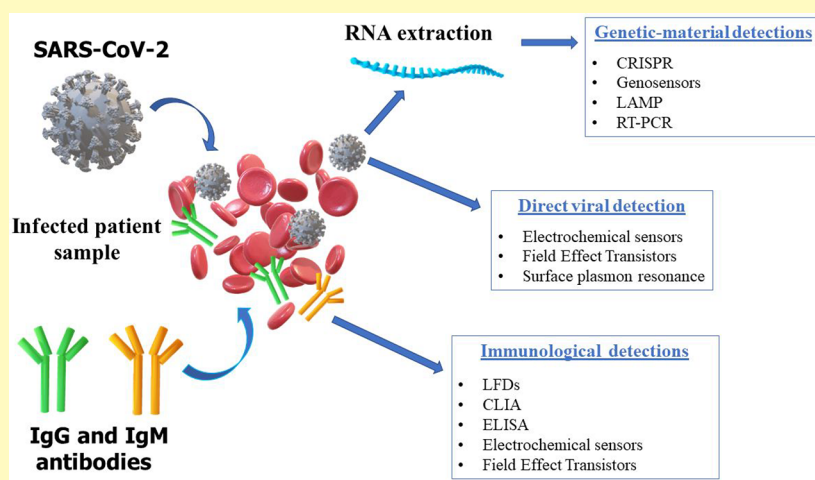 SARS-CoV-2
Infected patient
sample
IgG and IgM
antibodies
RNA extraction
Genetic-material detections
• CRISPR
• Genosensors
• LAMP
• RT-PCR
Direct viral detection
• Electrochemical sensors
• Field Effect Transistors
• Surface plasmon resonance
Immunological detections
• LFDs
• CLIA
• ELISA
• Electrochemical sensors
• Field Effect Transistors